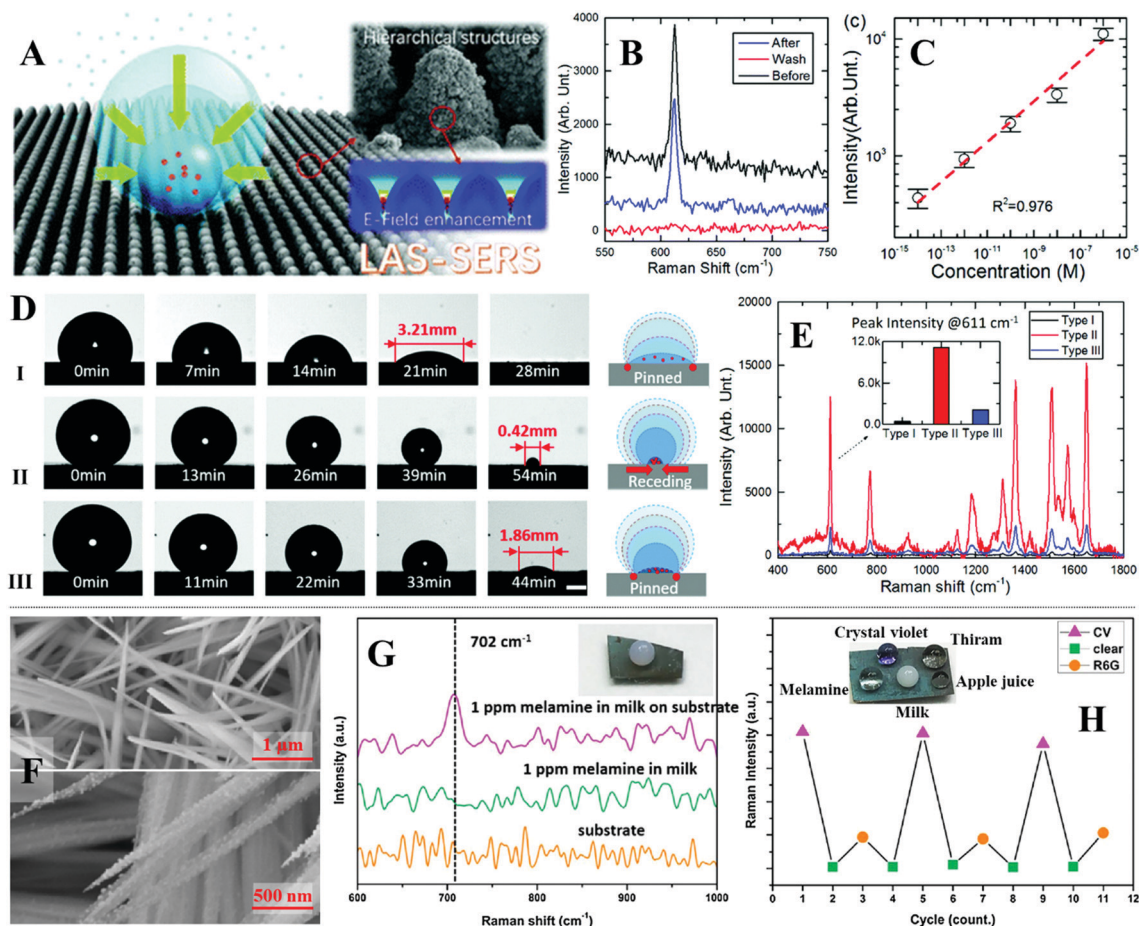 A
Hierarchical structures
E-Field enhancement
LAS-SERS
B
After
Wash
Before
4000
3000
2000
1000
0
Intensity (Arb. Unt.)
550 600 650 700 750
Raman Shift (cm-1)
(c)
C
10^4
10^3
Intensity(Arb.Unt.)
R^2=0.976
10^-15 10^-13 10^-11 10^-9 10^-7 10^-5
Concentration (M)
D
3.21mm
I
0min 7min 14min 21min 28min
Pinned
0.42mm
II
0min 13min 26min 39min 54min
Receding
1.86mm
III
0min 11min 22min 33min 44min
Pinned
E
20000
15000
10000
5000
0
Intensity (Arb. Unt.)
Peak Intensity @611 cm-1
12.0k
6.0k
0.0
Type I Type II Type III
Type I
Type II
Type III
400 600 800 1000 1200 1400 1600 1800
Raman shift (cm-1)
F
1 μm
500 nm
G
702 cm-1
1 ppm melamine in milk on substrate
1 ppm melamine in milk
substrate
Intensity (a.u.)
600 700 800 900 1000
Raman shift (cm-1)
H
Crystal violet
Thiram
Melamine
Apple juice
Milk
CV
clear
R6G
Raman Intensity (a.u.)
0 1 2 3 4 5 6 7 8 9 10 11 12
Cycle (count.)